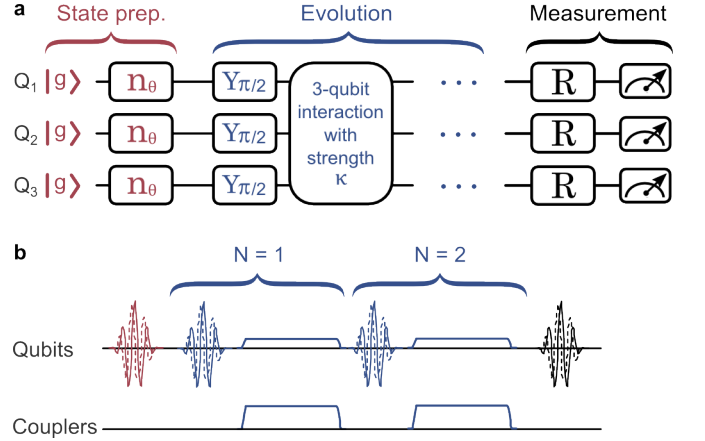 a
State prep. Evolution Measurement
Q₁ |g⟩ nθ Yπ/2 R
Q₂ |g⟩ nθ Yπ/2 R
Q₃ |g⟩ nθ Yπ/2 R
3-qubit
interaction
with
strength
κ
· · ·
· · ·
· · ·
b
N = 1 N = 2
Qubits
Couplers